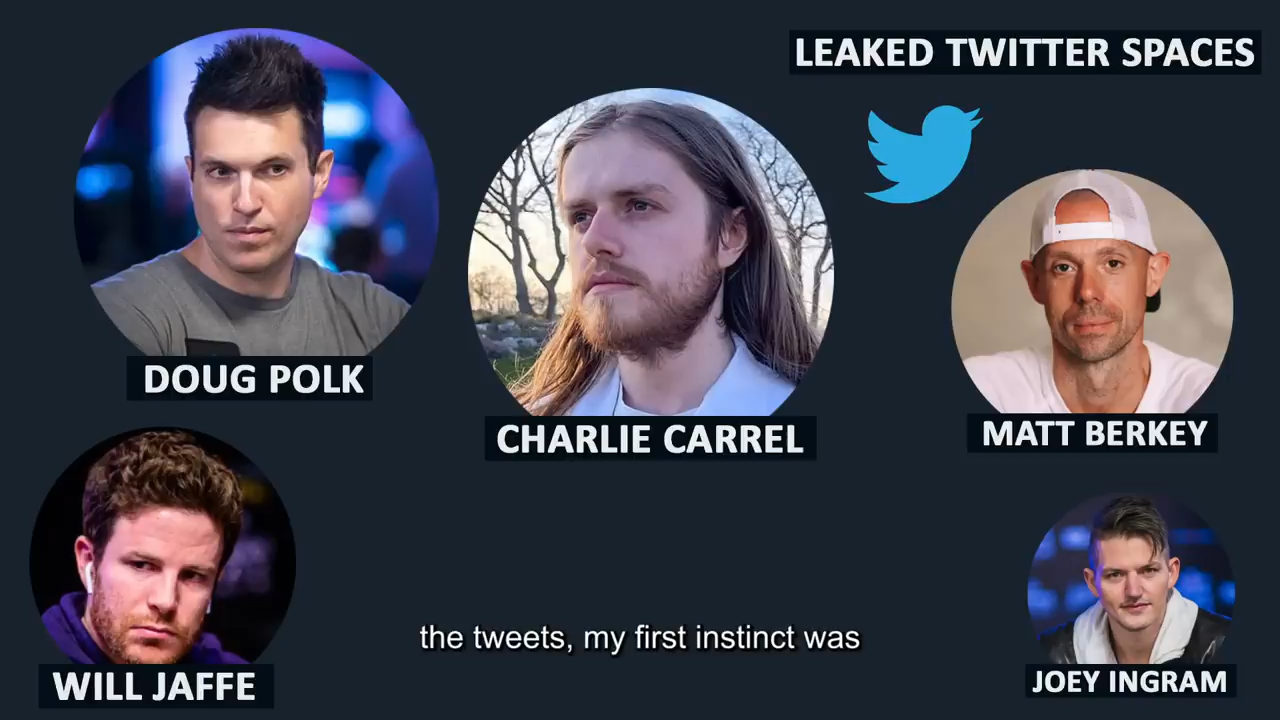 LEAKED TWITTER SPACES
DOUG POLK
CHARLIE CARREL
MATT BERKEY
WILL JAFFE
JOEY INGRAM
the tweets, my first instinct was